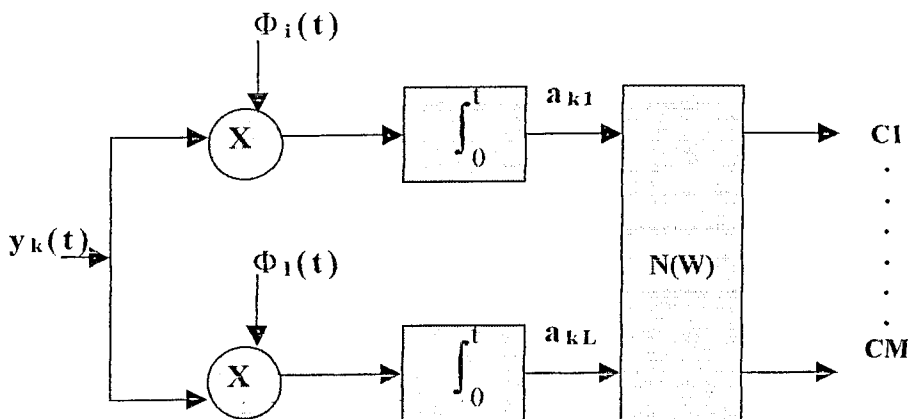 Φi(t)
X
∫0t
ak1
C1
yk(t)
N(W)
Φ1(t)
X
∫0t
akL
CM